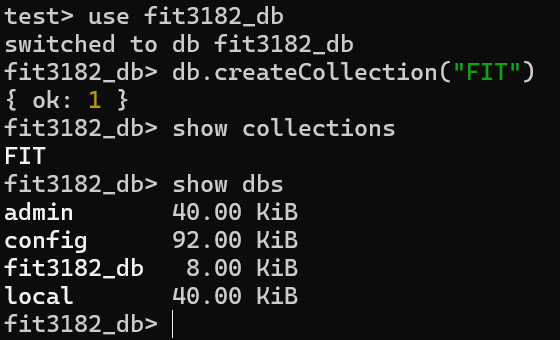 test> use fit3182_db
switched to db fit3182_db
fit3182_db> db.createCollection("FIT")
{ ok: 1 }
fit3182_db> show collections
FIT
fit3182_db> show dbs
admin       40.00 KiB
config      92.00 KiB
fit3182_db   8.00 KiB
local       40.00 KiB
fit3182_db>